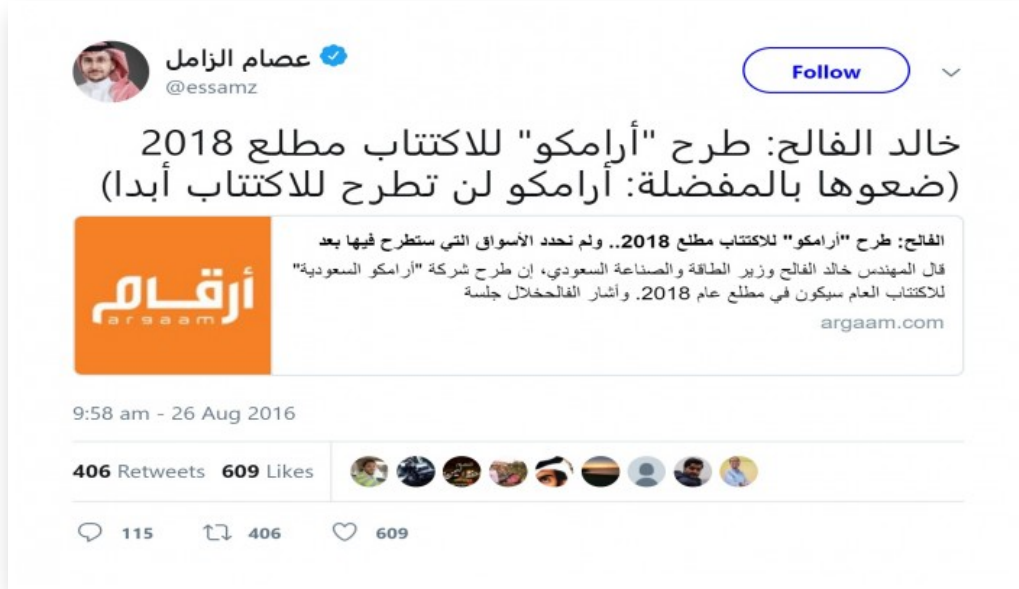 عصام الزامل
@essamz
Follow
خالد الفالح: طرح "أرامكو" للاكتتاب مطلع 2018
(ضعوها بالمفضلة: أرامكو لن تطرح للاكتتاب أبدا)
أرقام
argaam
الفالح: طرح "أرامكو" للاكتتاب مطلع 2018.. ولم نحدد الأسواق التي ستطرح فيها بعد
قال المهندس خالد الفالح وزير الطاقة والصناعة السعودي، إن طرح شركة "أرامكو السعودية"
للاكتتاب العام سيكون في مطلع عام 2018. وأشار الفالحخلال جلسة
argaam.com
9:58 am - 26 Aug 2016
406 Retweets 609 Likes
115 406 609